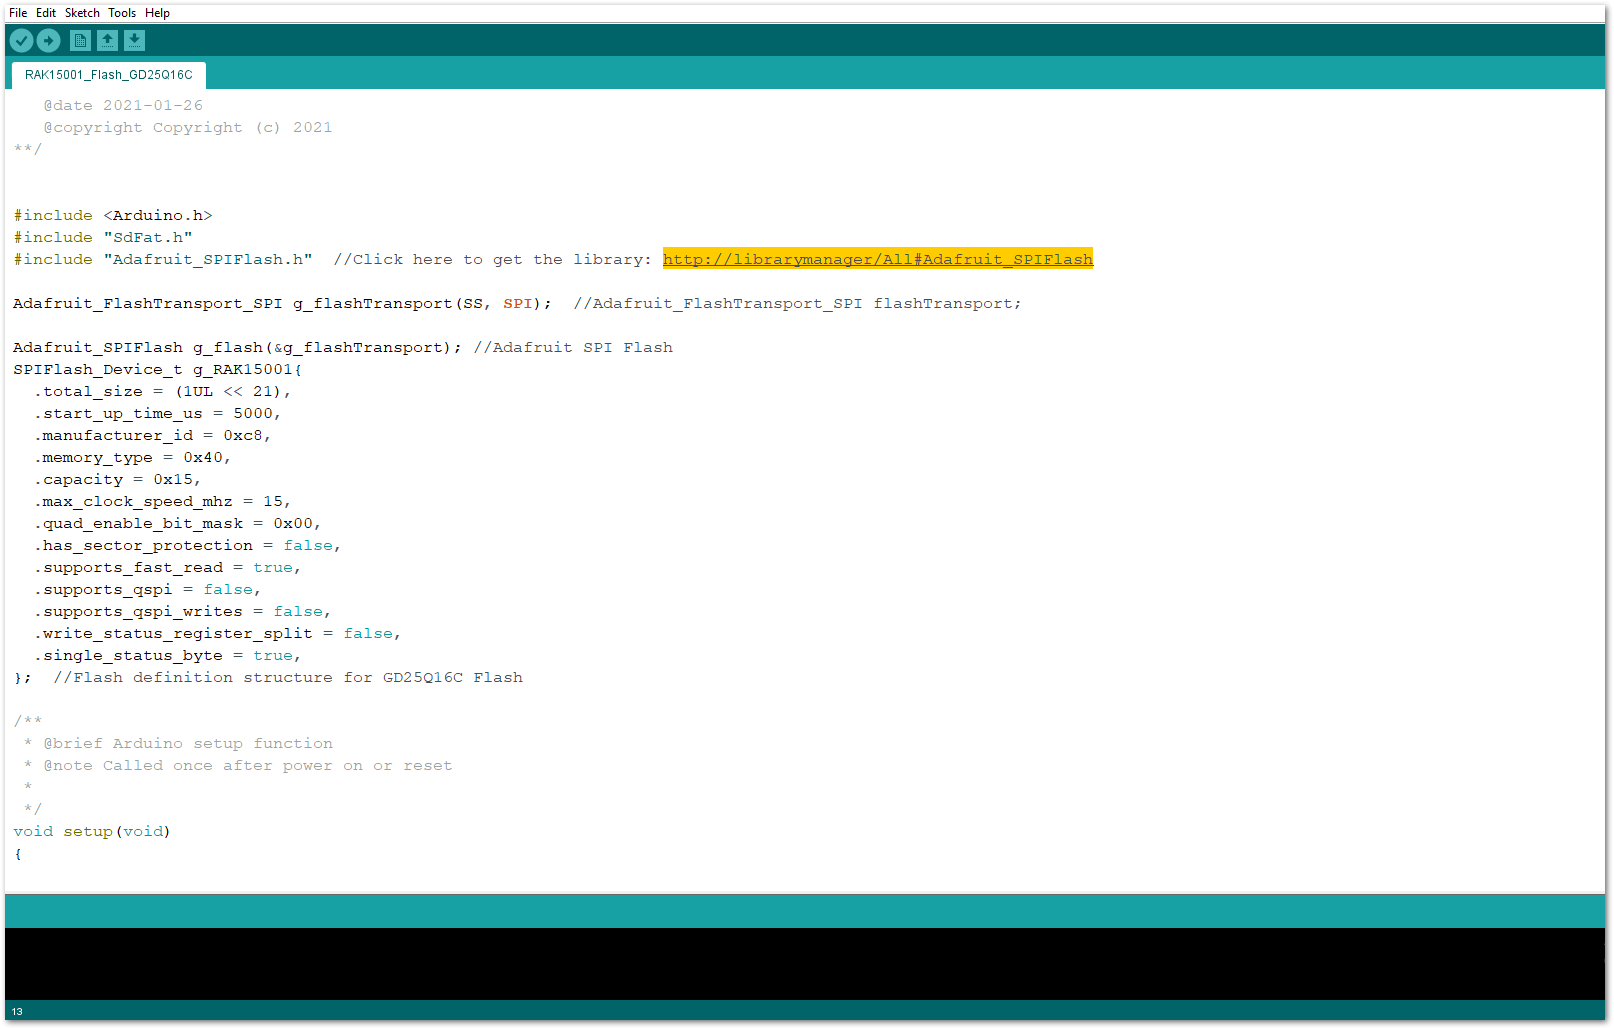 File Edit Sketch Tools Help
RAK15001_Flash_GD25Q16C
@date 2021-01-26
@copyright Copyright (c) 2021
**/
#include <Arduino.h>
#include "SdFat.h"
#include "Adafruit_SPIFlash.h"  //Click here to get the library: http://librarymanager/All#Adafruit_SPIFlash
Adafruit_FlashTransport_SPI g_flashTransport(SS, SPI);  //Adafruit_FlashTransport_SPI flashTransport;
Adafruit_SPIFlash g_flash(&g_flashTransport); //Adafruit SPI Flash
SPIFlash_Device_t g_RAK15001{
.total_size = (1UL << 21),
.start_up_time_us = 5000,
.manufacturer_id = 0xc8,
.memory_type = 0x40,
.capacity = 0x15,
.max_clock_speed_mhz = 15,
.quad_enable_bit_mask = 0x00,
.has_sector_protection = false,
.supports_fast_read = true,
.supports_qspi = false,
.supports_qspi_writes = false,
.write_status_register_split = false,
.single_status_byte = true,
};  //Flash definition structure for GD25Q16C Flash
/**
* @brief Arduino setup function
* @note Called once after power on or reset
*
*/
void setup(void)
{
13